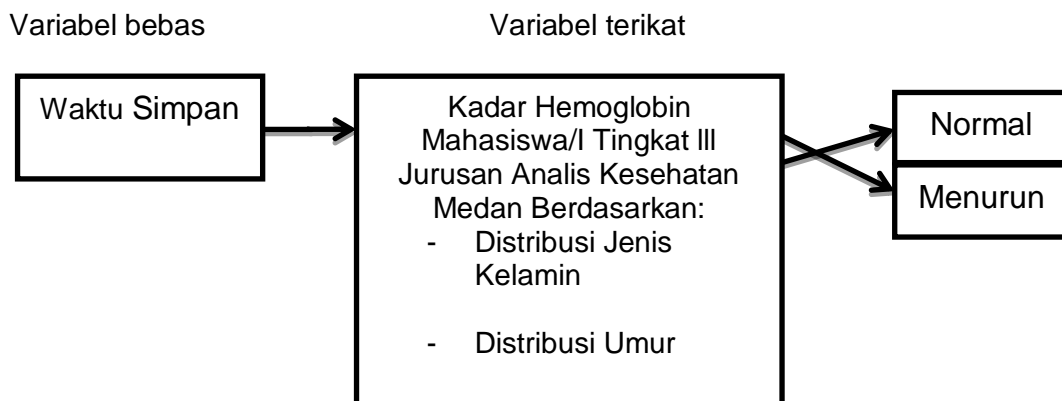 Variabel bebas
Variabel terikat
Waktu Simpan
Kadar Hemoglobin
Mahasiswa/I Tingkat III
Jurusan Analis Kesehatan
Medan Berdasarkan:
- Distribusi Jenis
Kelamin
- Distribusi Umur
Normal
Menurun